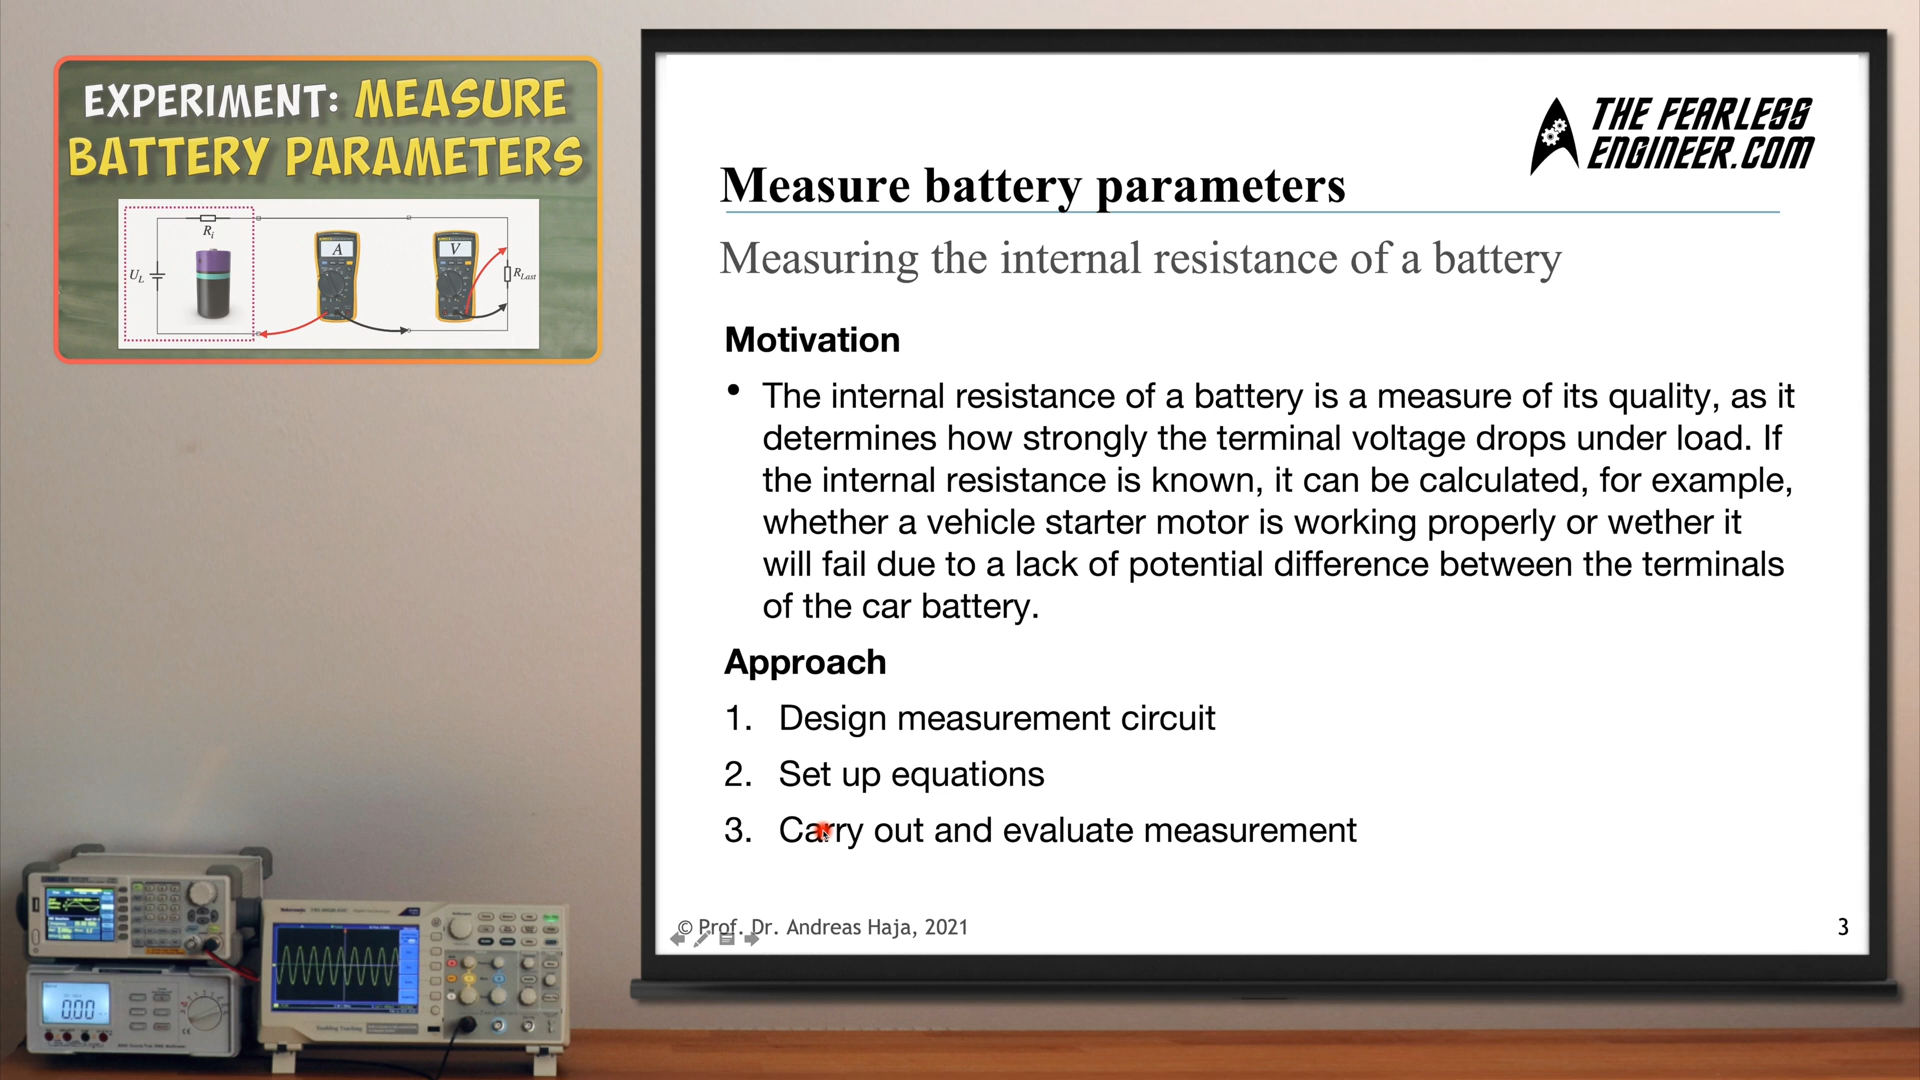 EXPERIMENT: MEASURE
BATTERY PARAMETERS
Ri
UL
A
V
RLast
THE FEARLESS
ENGINEER.COM
Measure battery parameters
Measuring the internal resistance of a battery
Motivation
• The internal resistance of a battery is a measure of its quality, as it
determines how strongly the terminal voltage drops under load. If
the internal resistance is known, it can be calculated, for example,
whether a vehicle starter motor is working properly or wether it
will fail due to a lack of potential difference between the terminals
of the car battery.
Approach
1. Design measurement circuit
2. Set up equations
3. Carry out and evaluate measurement
© Prof. Dr. Andreas Haja, 2021
3
Tektronix
0.00